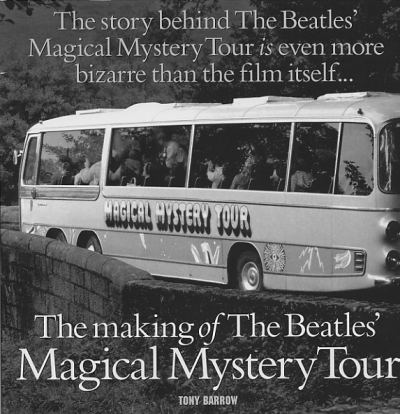 The story behind The Beatles'
Magical Mystery Tour is even more
bizarre than the film itself...
MAGICAL MYSTERY TOUR
The making of The Beatles'
Magical Mystery Tour
TONY BARROW